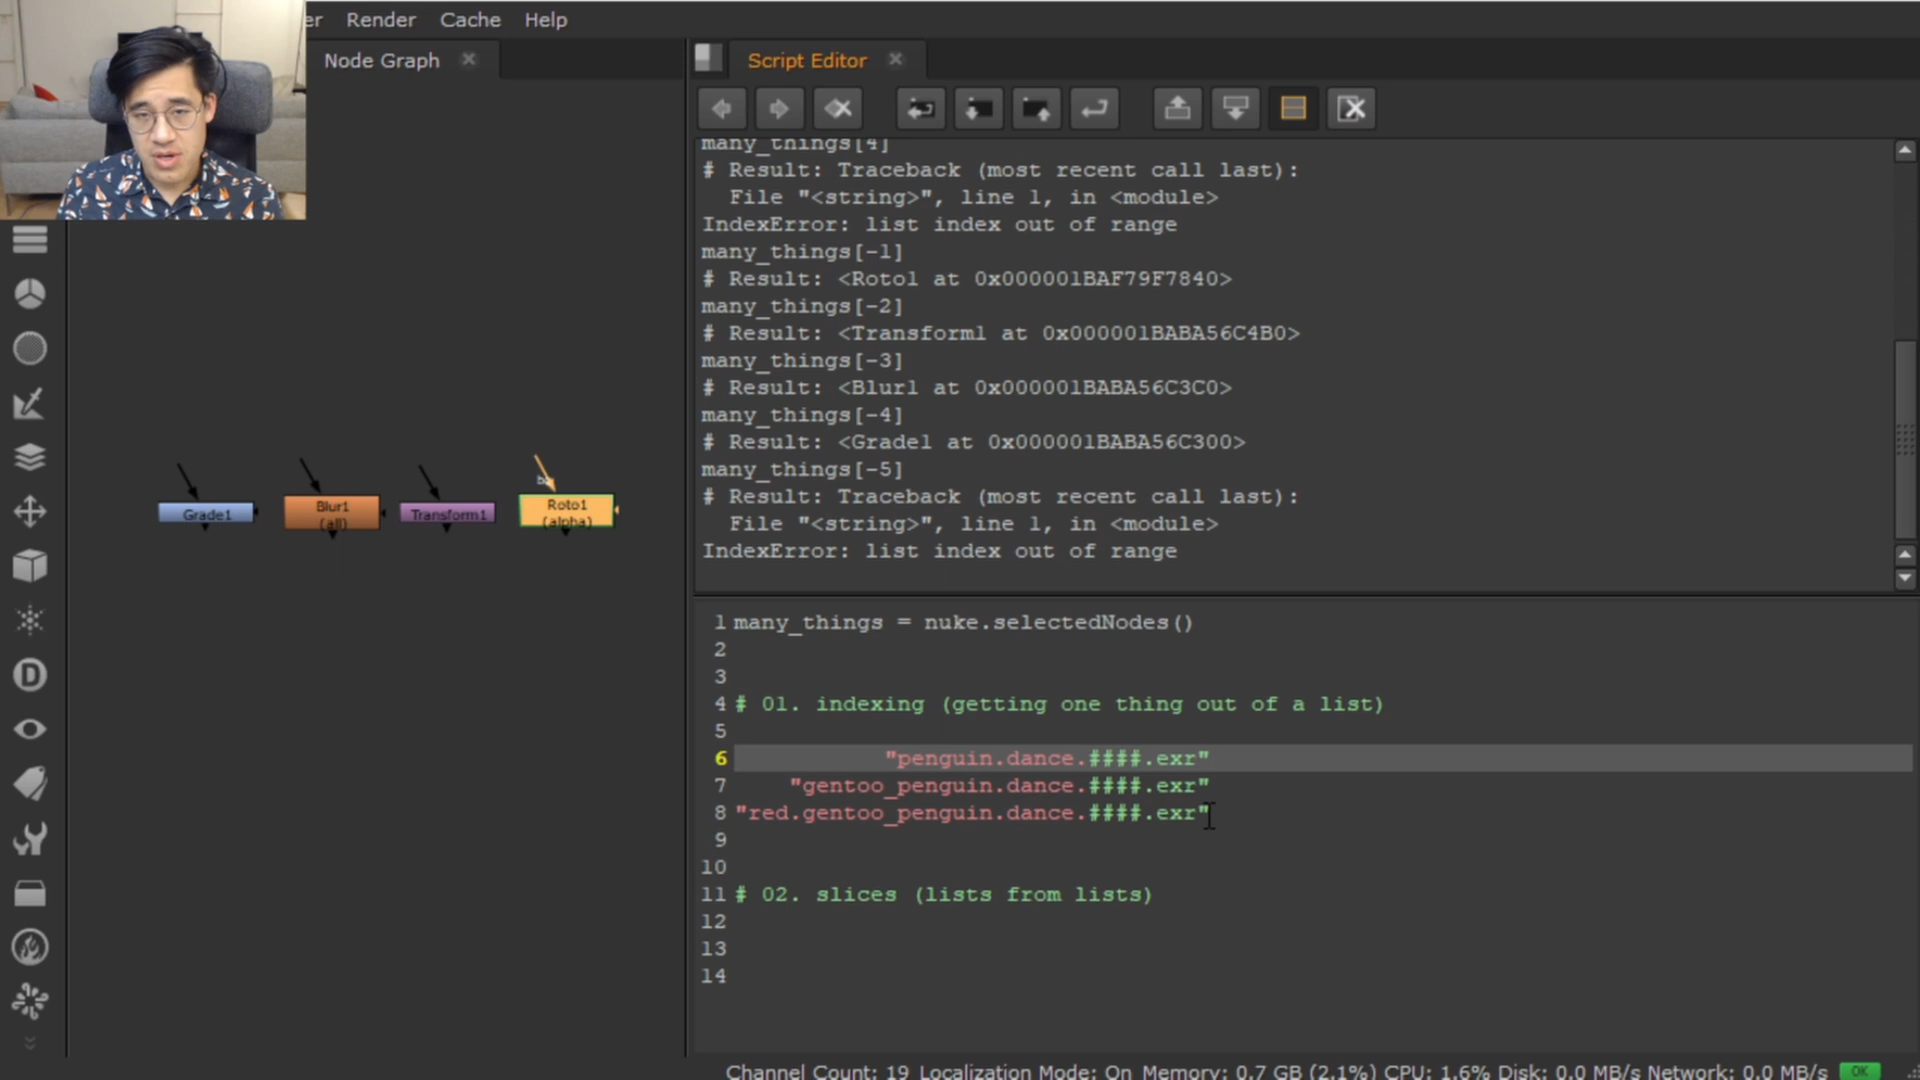 er Render Cache Help
Node Graph
Script Editor
many_things[4]
# Result: Traceback (most recent call last):
  File "<string>", line 1, in <module>
IndexError: list index out of range
many_things[-1]
# Result: <Roto1 at 0x000001BAF79F7840>
many_things[-2]
# Result: <Transform1 at 0x000001BABA56C4B0>
many_things[-3]
# Result: <Blur1 at 0x000001BABA56C3C0>
many_things[-4]
# Result: <Grade1 at 0x000001BABA56C300>
many_things[-5]
# Result: Traceback (most recent call last):
  File "<string>", line 1, in <module>
IndexError: list index out of range
Grade1
Blur1
(all)
Transform1
Roto1
(alpha)
D
1 many_things = nuke.selectedNodes()
2
3
4 # 01. indexing (getting one thing out of a list)
5
6            "penguin.dance.####.exr"
7     "gentoo_penguin.dance.####.exr"
8 "red.gentoo_penguin.dance.####.exr"
9
10
11 # 02. slices (lists from lists)
12
13
14
Channel Count: 19 Localization Mode: On Memory: 0.7 GB (2.1%) CPU: 1.6% Disk: 0.0 MB/s Network: 0.0 MB/s OK